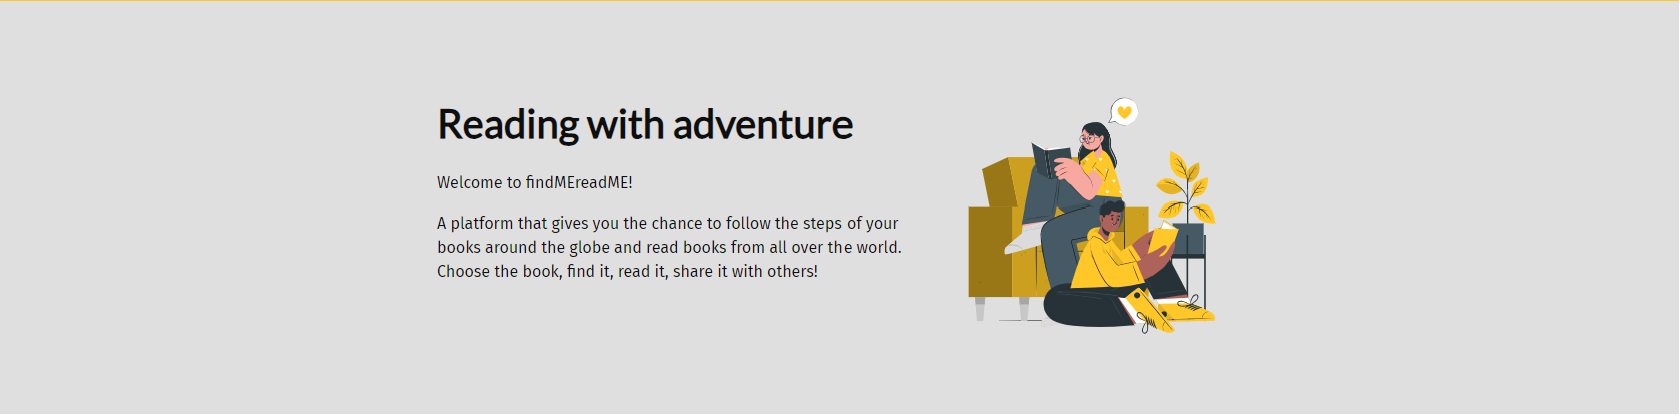 Reading with adventure
Welcome to findMEreadME!
A platform that gives you the chance to follow the steps of your
books around the globe and read books from all over the world.
Choose the book, find it, read it, share it with others!